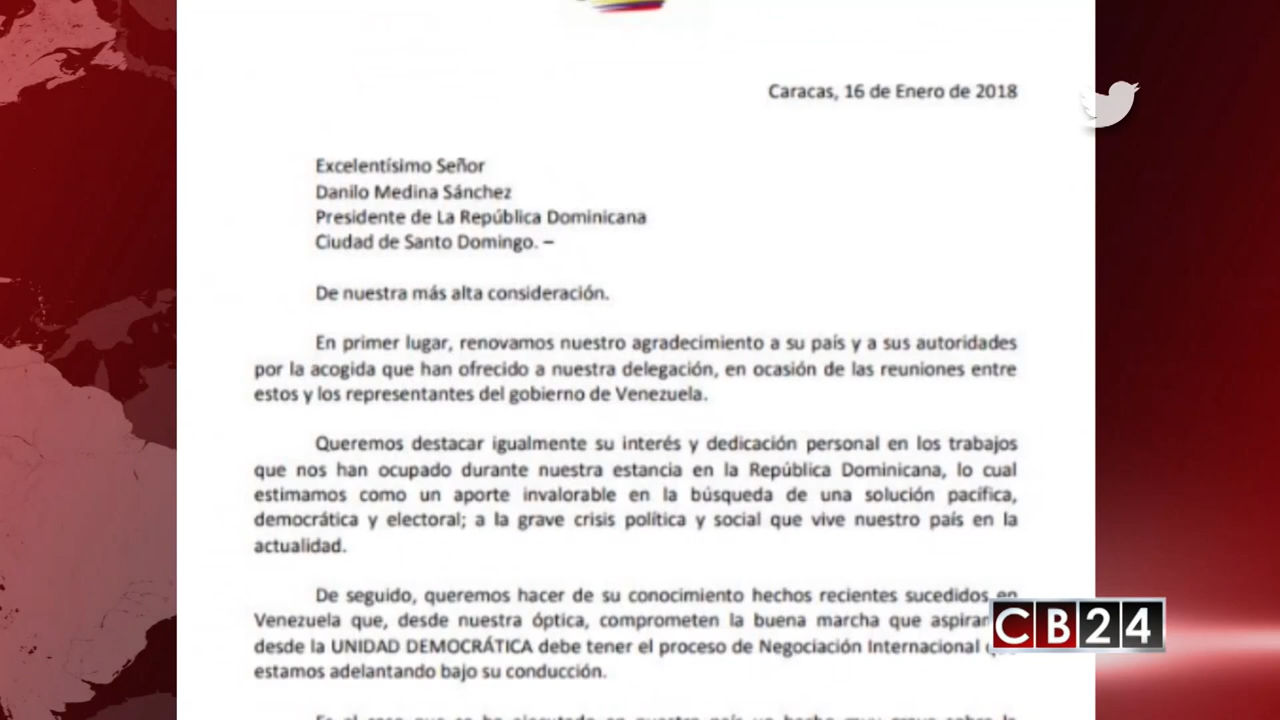 Caracas, 16 de Enero de 2018
Excelentísimo Señor
Danilo Medina Sánchez
Presidente de La República Dominicana
Ciudad de Santo Domingo. –
De nuestra más alta consideración.
En primer lugar, renovamos nuestro agradecimiento a su país y a sus autoridades
por la acogida que han ofrecido a nuestra delegación, en ocasión de las reuniones entre
estos y los representantes del gobierno de Venezuela.
Queremos destacar igualmente su interés y dedicación personal en los trabajos
que nos han ocupado durante nuestra estancia en la República Dominicana, lo cual
estimamos como un aporte invalorable en la búsqueda de una solución pacífica,
democrática y electoral; a la grave crisis política y social que vive nuestro país en la
actualidad.
De seguido, queremos hacer de su conocimiento hechos recientes sucedidos en
Venezuela que, desde nuestra óptica, comprometen la buena marcha que
desde la UNIDAD DEMOCRÁTICA debe tener el proceso de Negociación Internacional
estamos adelantando bajo su conducción.
CB24